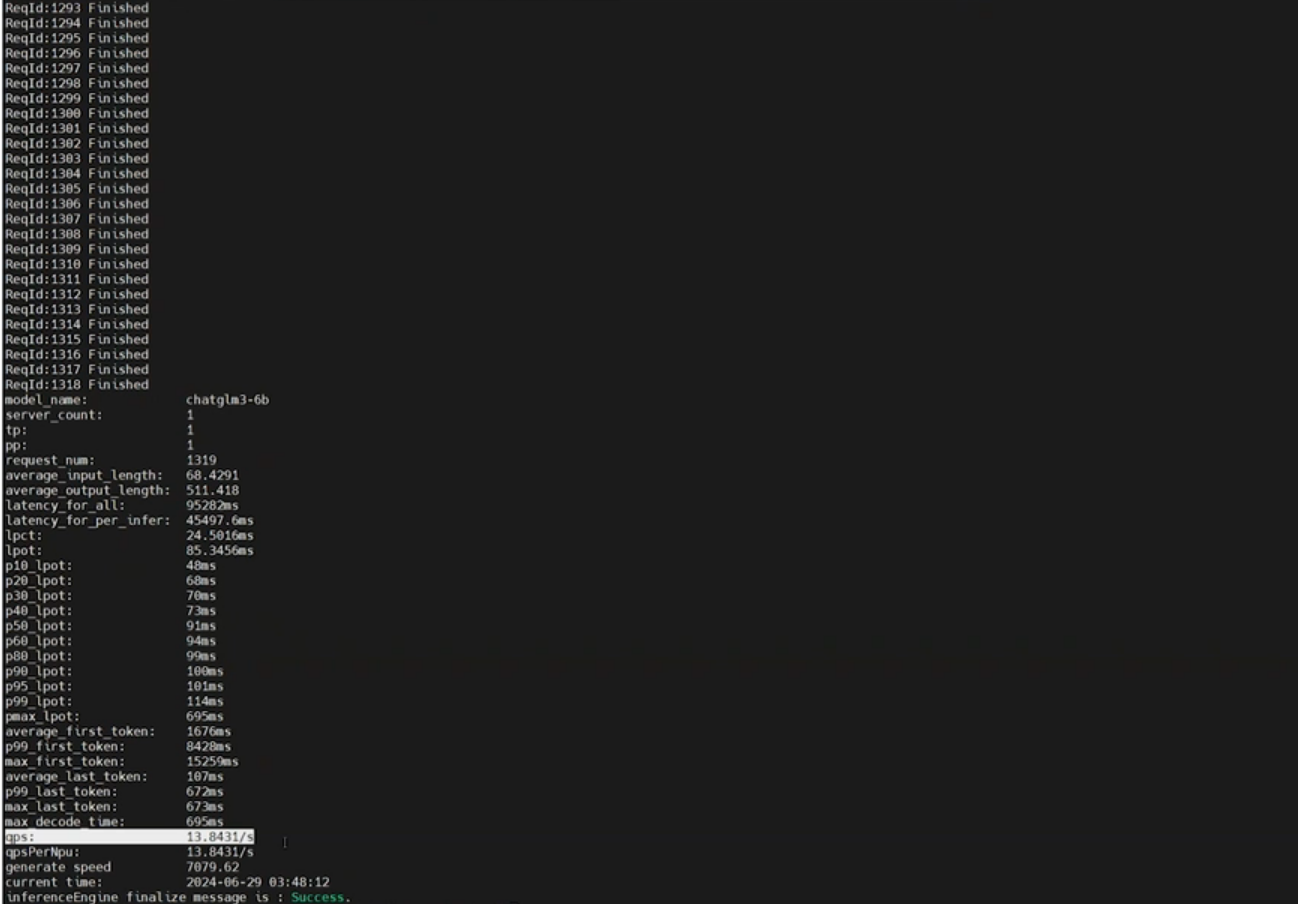 ReqId:1293 Finished
ReqId:1294 Finished
ReqId:1295 Finished
ReqId:1296 Finished
ReqId:1297 Finished
ReqId:1298 Finished
ReqId:1299 Finished
ReqId:1300 Finished
ReqId:1301 Finished
ReqId:1302 Finished
ReqId:1303 Finished
ReqId:1304 Finished
ReqId:1305 Finished
ReqId:1306 Finished
ReqId:1307 Finished
ReqId:1308 Finished
ReqId:1309 Finished
ReqId:1310 Finished
ReqId:1311 Finished
ReqId:1312 Finished
ReqId:1313 Finished
ReqId:1314 Finished
ReqId:1315 Finished
ReqId:1316 Finished
ReqId:1317 Finished
ReqId:1318 Finished
model_name: chatglm3-6b
server_count: 1
tp: 1
pp: 1
request_num: 1319
average_input_length: 68.4291
average_output_length: 511.418
latency_for_all: 95282ms
latency_for_per_infer: 45497.6ms
lpct: 24.5016ms
lpot: 85.3456ms
p10_lpot: 48ms
p20_lpot: 68ms
p30_lpot: 70ms
p40_lpot: 73ms
p50_lpot: 91ms
p60_lpot: 94ms
p80_lpot: 99ms
p90_lpot: 100ms
p95_lpot: 101ms
p99_lpot: 114ms
pmax_lpot: 695ms
average_first_token: 1676ms
p99_first_token: 8428ms
max_first_token: 15259ms
average_last_token: 107ms
p99_last_token: 672ms
max_last_token: 673ms
max_decode_time: 695ms
qps: 13.8431/s
qpsPerNpu: 13.8431/s
generate speed 7079.62
current time: 2024-06-29 03:48:12
inferenceEngine finalize message is : Success.